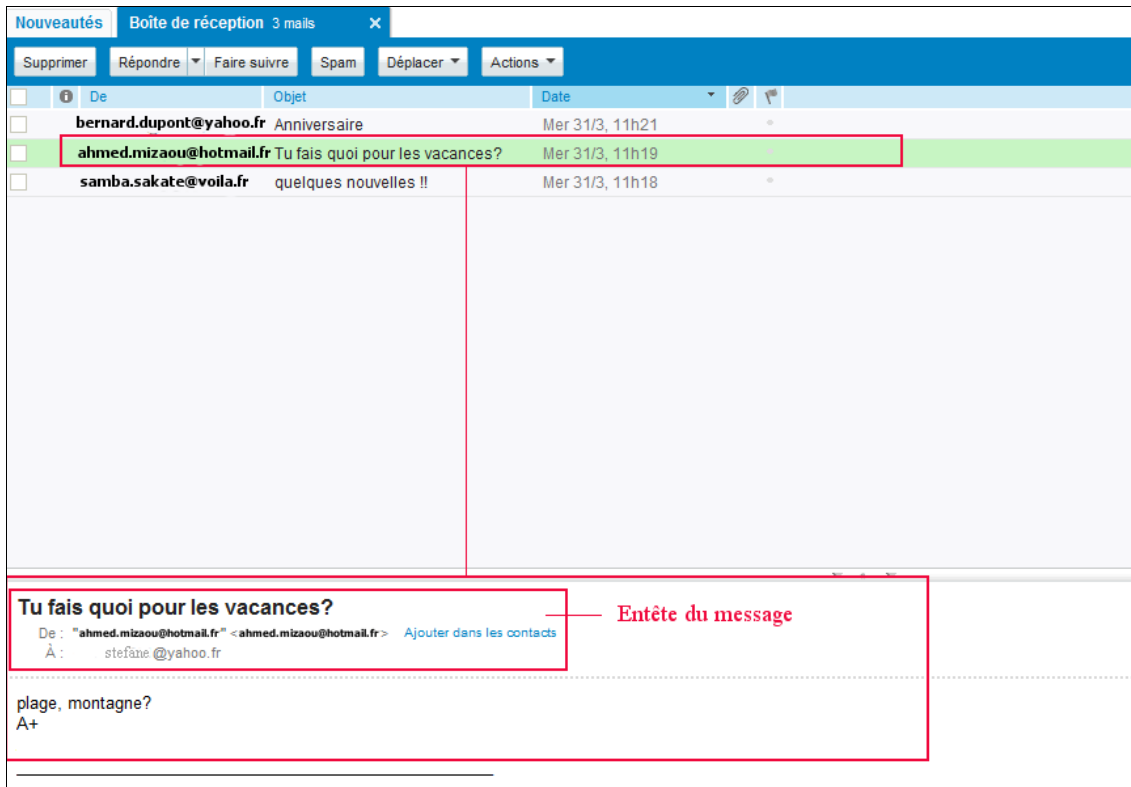 Nouveautés Boîte de réception 3 mails ×
Supprimer Répondre Faire suivre Spam Déplacer Actions
De Objet Date
bernard.dupont@yahoo.fr Anniversaire Mer 31/3, 11h21
ahmed.mizaou@hotmail.fr Tu fais quoi pour les vacances? Mer 31/3, 11h19
samba.sakate@voila.fr quelques nouvelles !! Mer 31/3, 11h18
Tu fais quoi pour les vacances?
Entête du message
De : "ahmed.mizaou@hotmail.fr" <ahmed.mizaou@hotmail.fr> Ajouter dans les contacts
À : stefane @yahoo.fr
plage, montagne?
A+